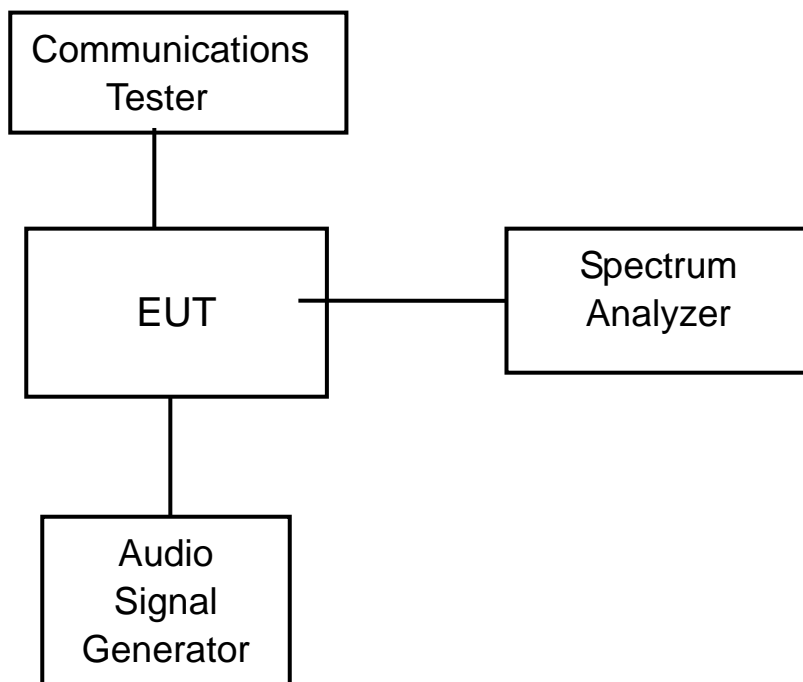 Communications
Tester
EUT
Spectrum
Analyzer
Audio
Signal
Generator